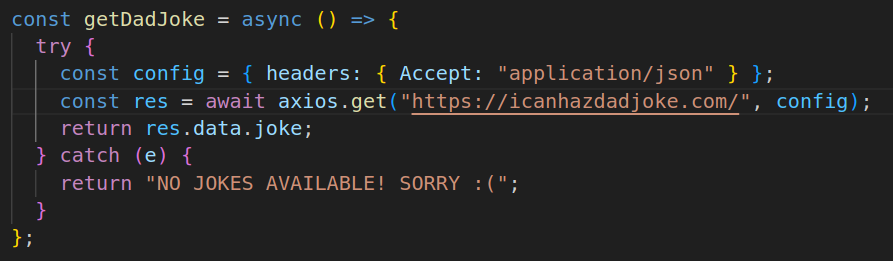 const getDadJoke = async () => {
  try {
    const config = { headers: { Accept: "application/json" } };
    const res = await axios.get("https://icanhazdadjoke.com/", config);
    return res.data.joke;
  } catch (e) {
    return "NO JOKES AVAILABLE! SORRY :(";
  }
};